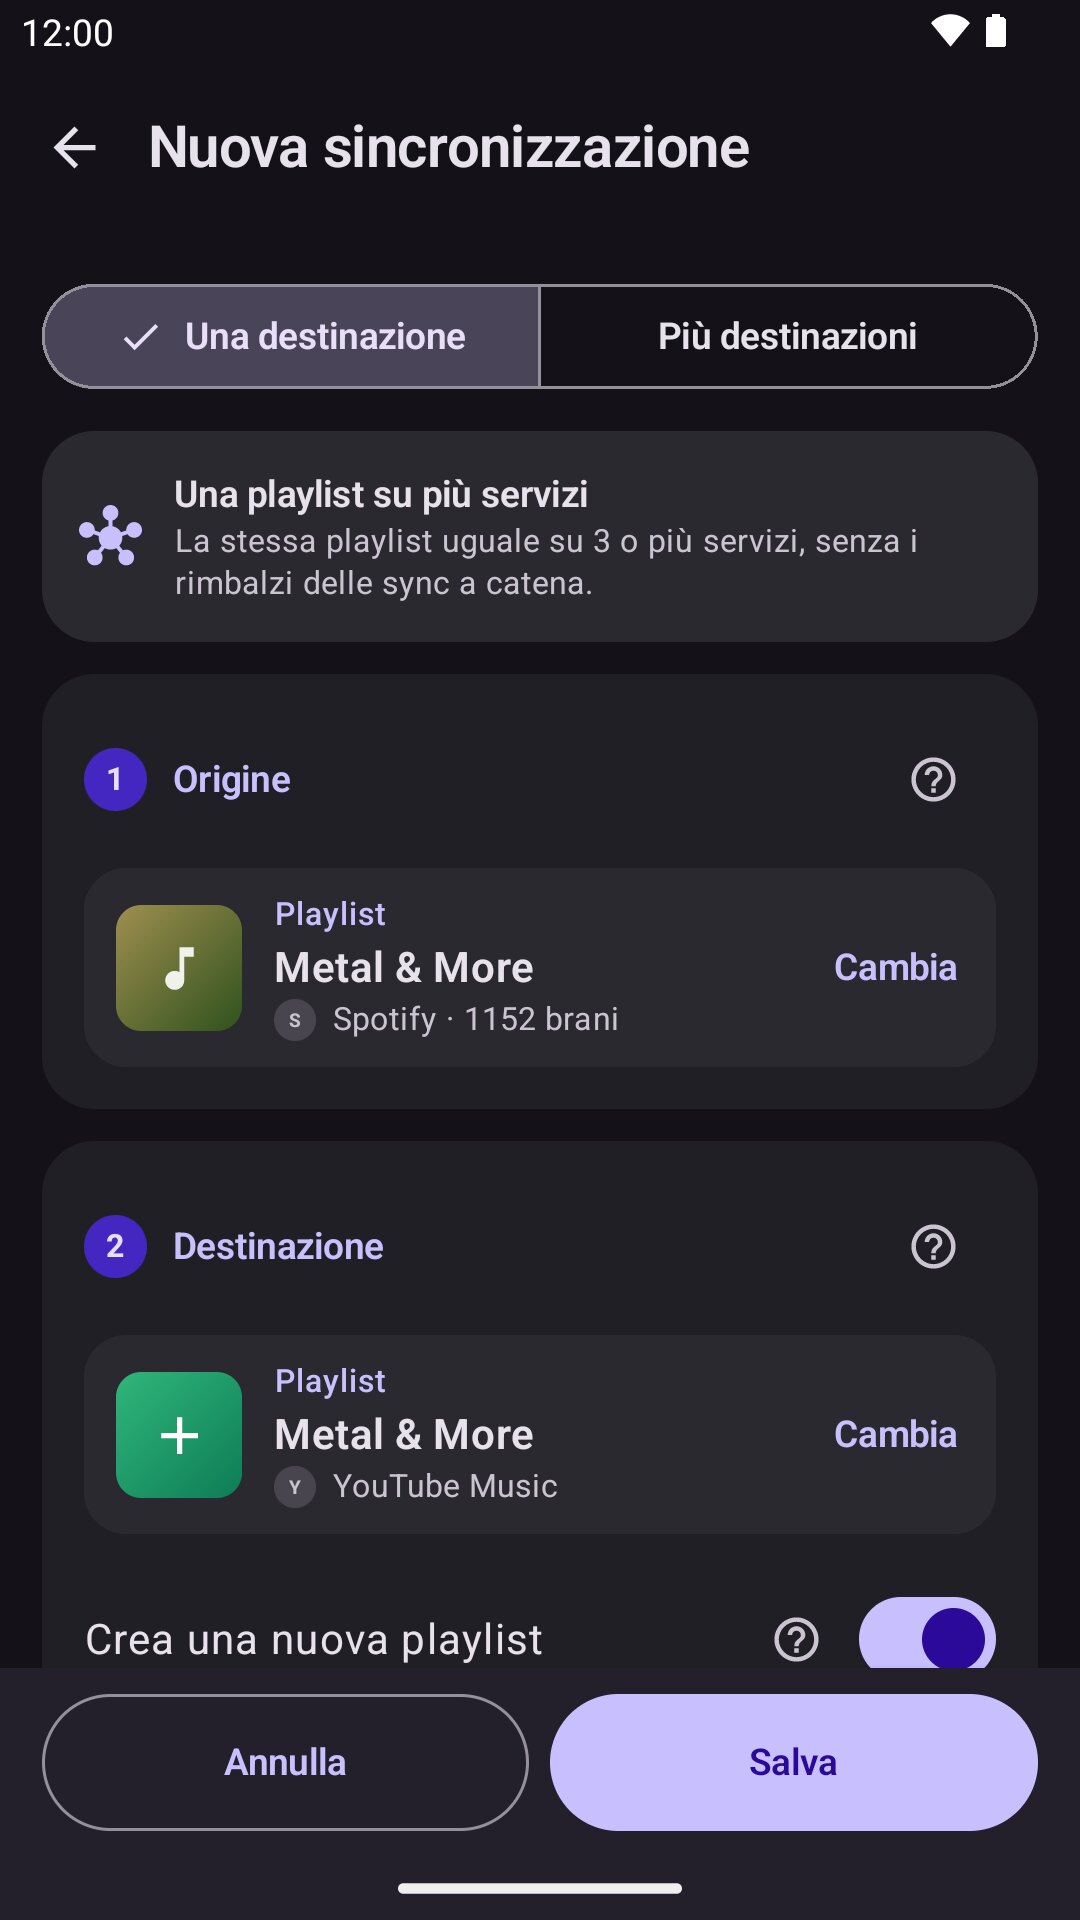 12:00
Nuova sincronizzazione
Una destinazione
Più destinazioni
Una playlist su più servizi
La stessa playlist uguale su 3 o più servizi, senza i
rimbalzi delle sync a catena.
1 Origine
Playlist
Metal & More
Cambia
S Spotify · 1152 brani
2 Destinazione
Playlist
Metal & More
Cambia
Y YouTube Music
Crea una nuova playlist
Annulla
Salva